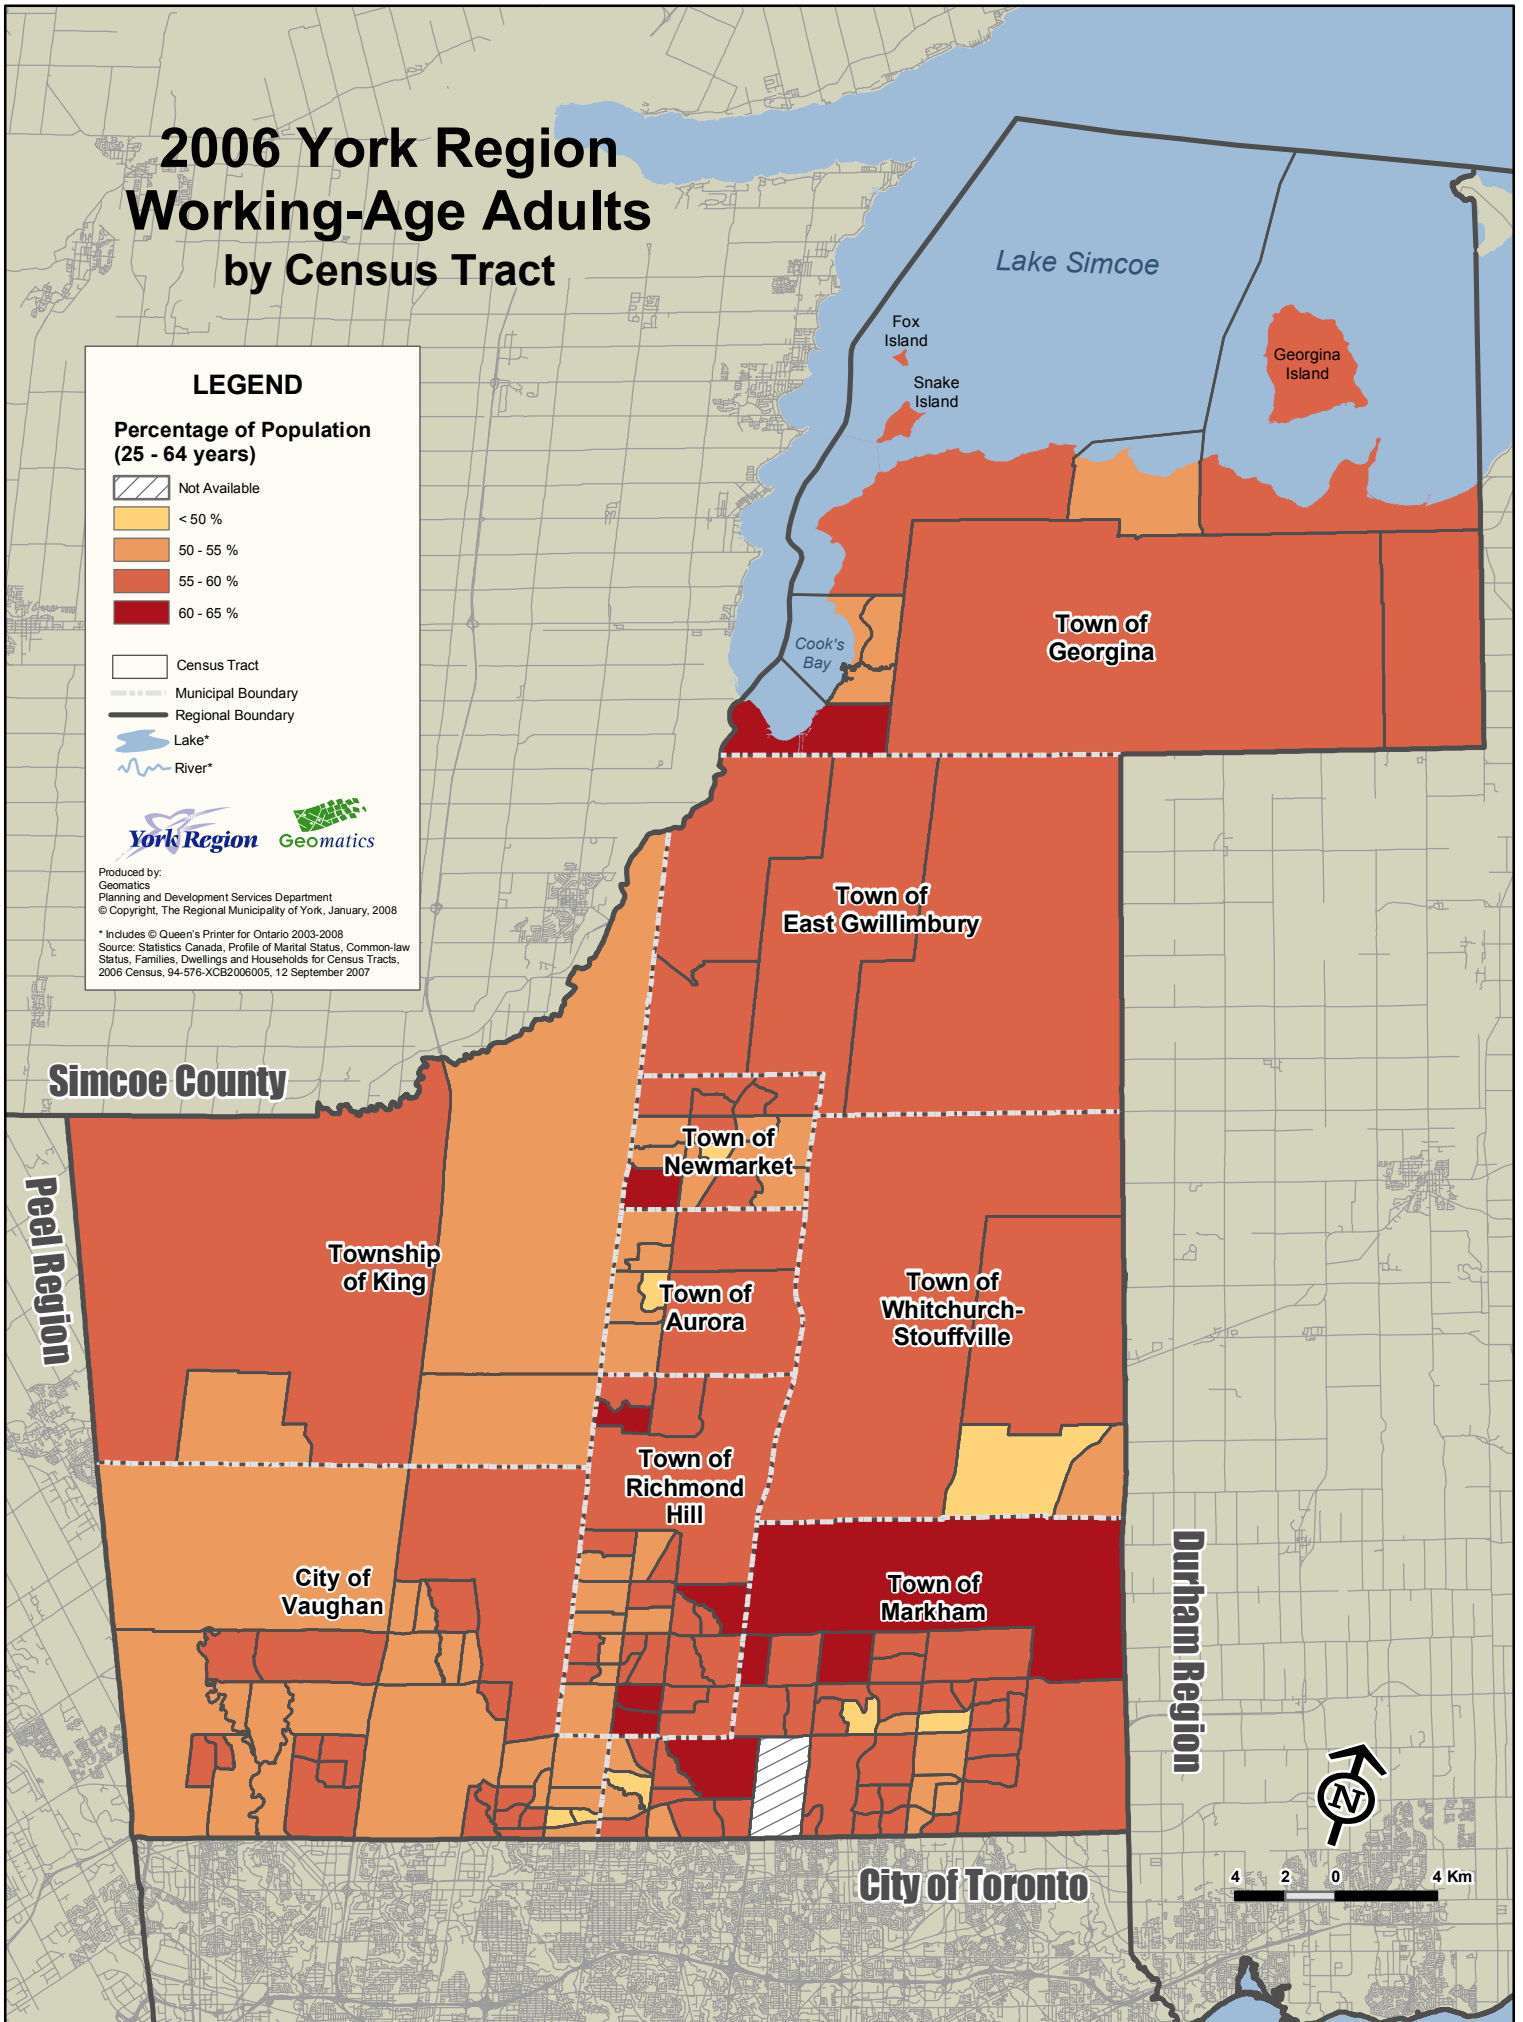 2006 York Region
Working-Age Adults
by Census Tract
LEGEND
Percentage of Population
(25 - 64 years)
Not Available
< 50 %
50 - 55 %
55 - 60 %
60 - 65 %
Census Tract
Municipal Boundary
Regional Boundary
Lake*
River*
York Region
Geomatics
Produced by:
Geomatics
Planning and Development Services Department
© Copyright, The Regional Municipality of York, January, 2008
* Includes © Queen's Printer for Ontario 2003-2008
Source: Statistics Canada, Profile of Marital Status, Common-law
Status, Families, Dwellings and Households for Census Tracts,
2006 Census, 94-576-XCB2006005, 12 September 2007
Lake Simcoe
Fox
Island
Snake
Island
Georgina
Island
Cook's
Bay
Town of
Georgina
Town of
East Gwillimbury
Simcoe County
Peel Region
Town of
Newmarket
Township
of King
Town of
Aurora
Town of
Whitchurch-
Stouffville
Town of
Richmond
Hill
City of
Vaughan
Town of
Markham
Durham Region
N
City of Toronto
4 2 0 4 Km